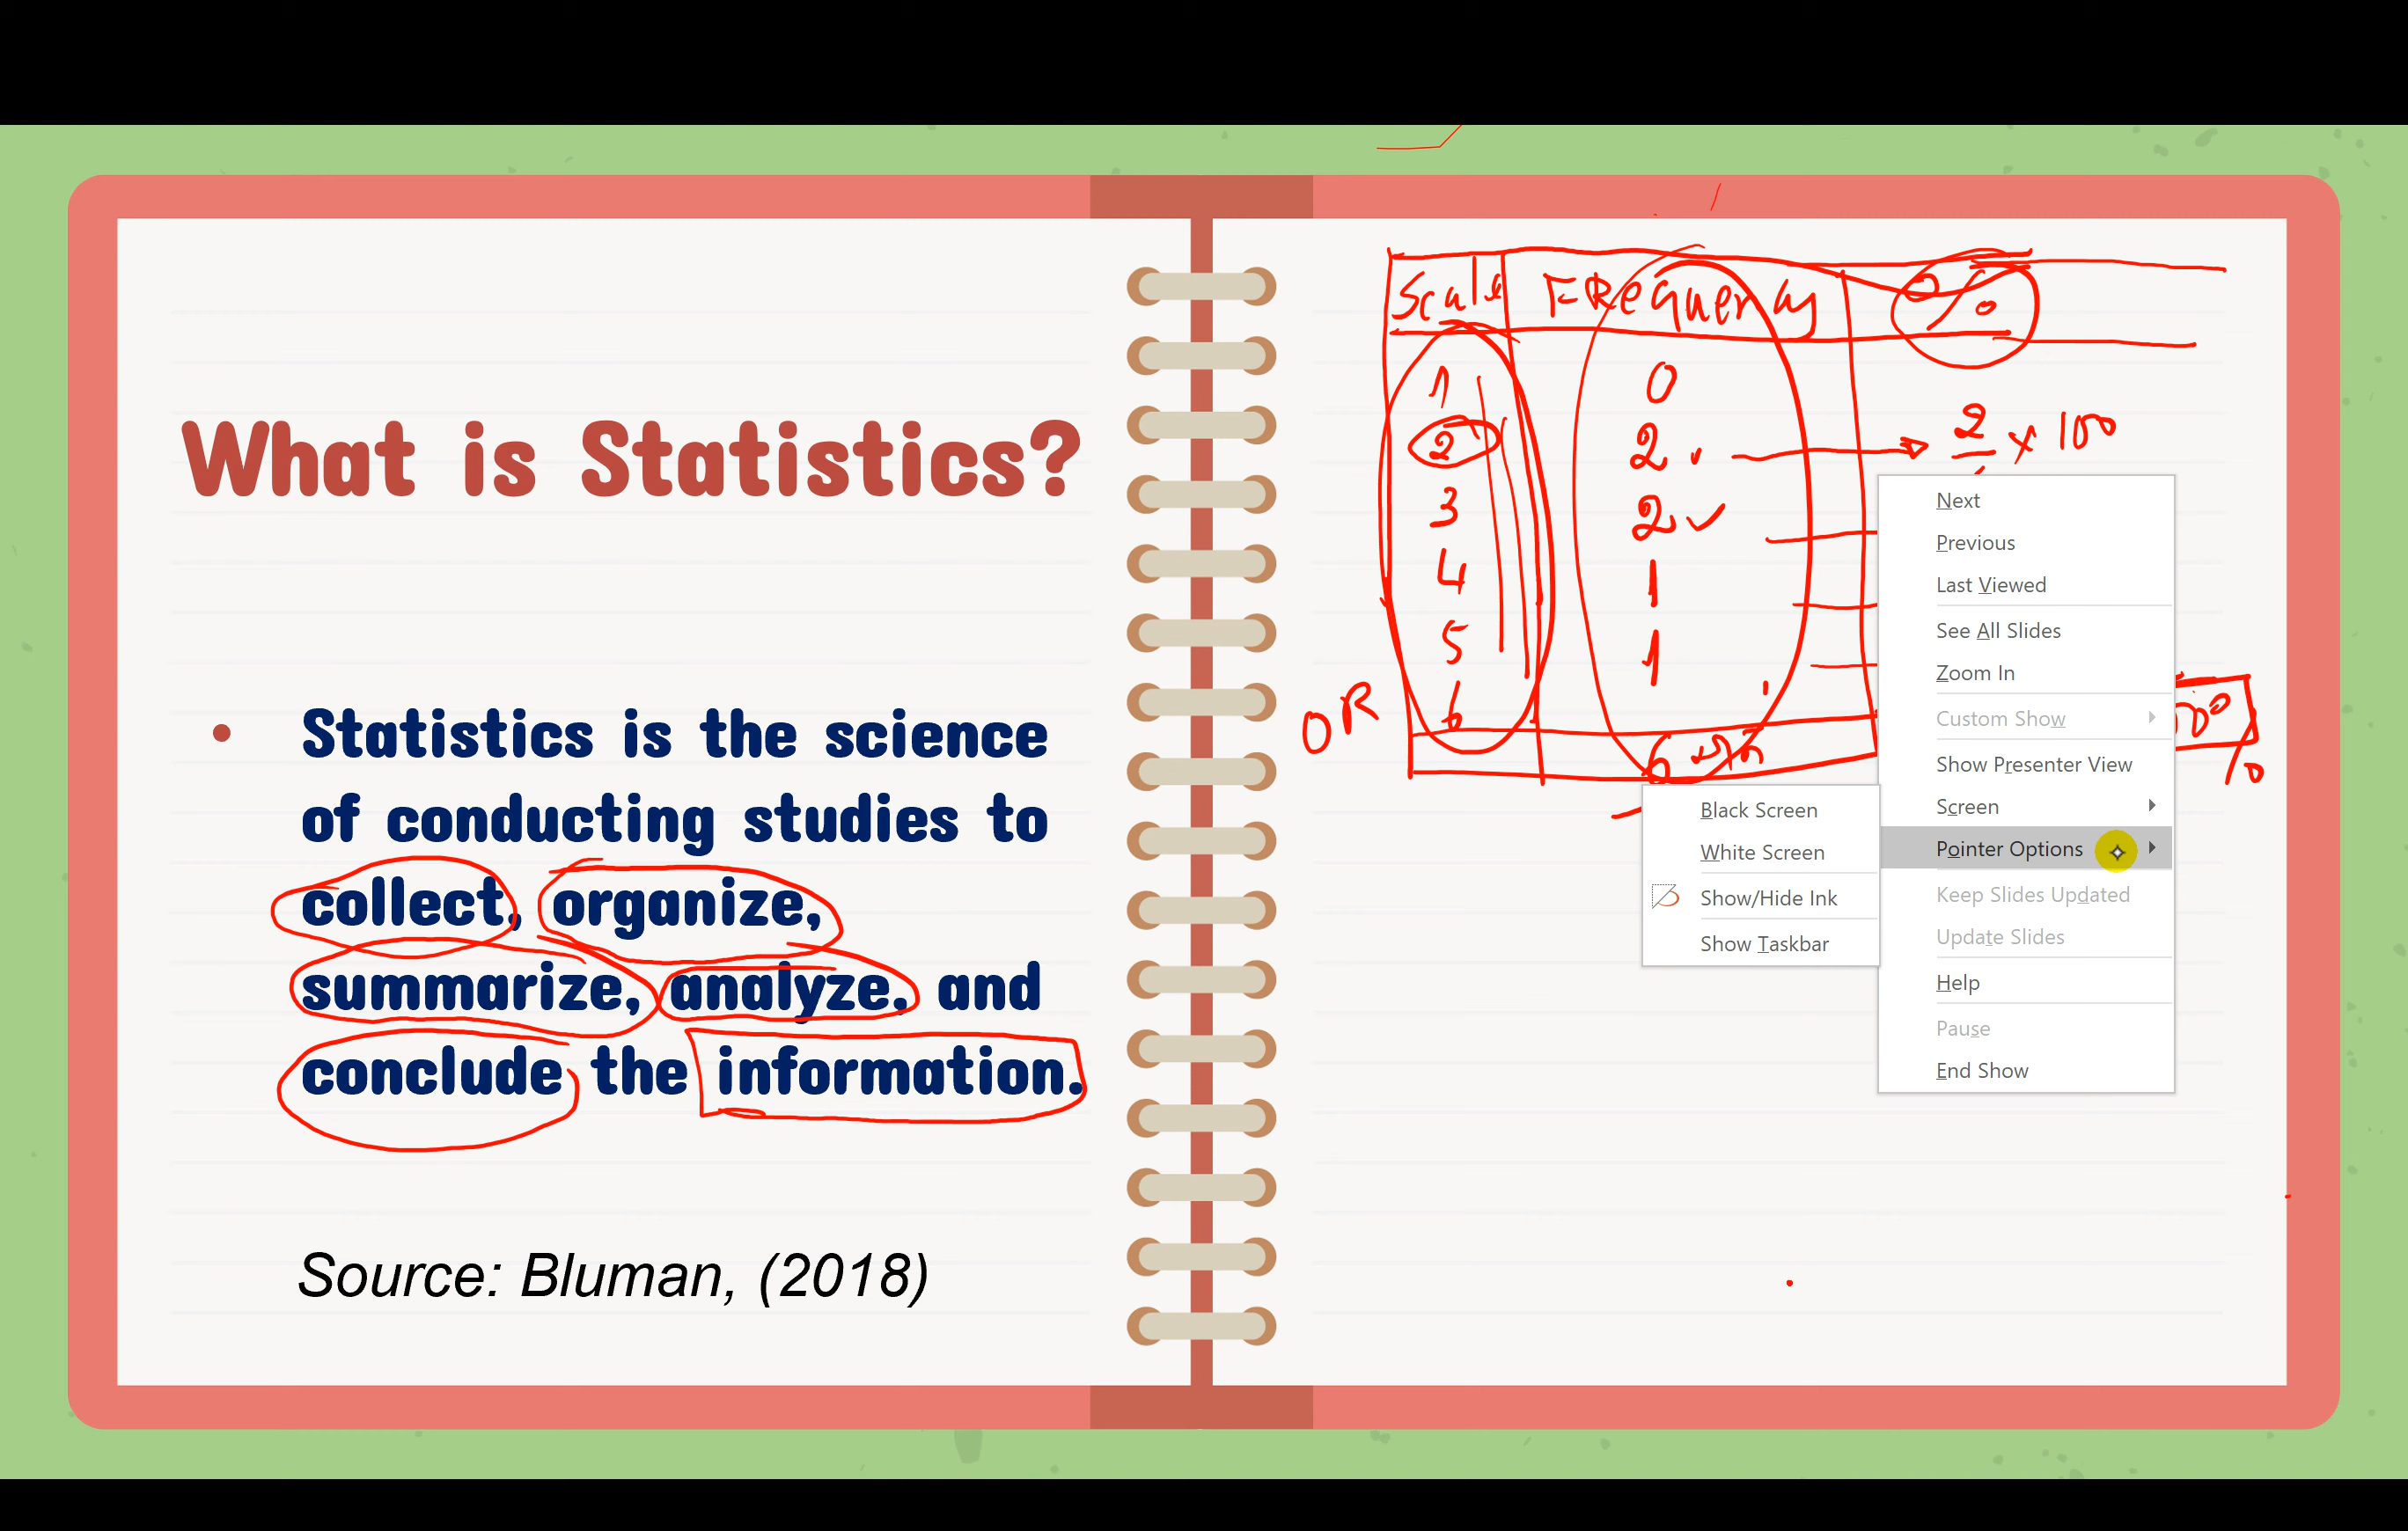 What is Statistics?
• Statistics is the science
of conducting studies to
collect, organize,
summarize, analyze, and
conclude the information.
Source: Bluman, (2018)
Scale Frequency %
1 0
2 2 2 x 100
3 2
4 1
5 1
6
OR
6
Next
Previous
Last Viewed
See All Slides
Zoom In
Custom Show
Show Presenter View
Screen
Pointer Options
Keep Slides Updated
Update Slides
Help
Pause
End Show
Black Screen
White Screen
Show/Hide Ink
Show Taskbar